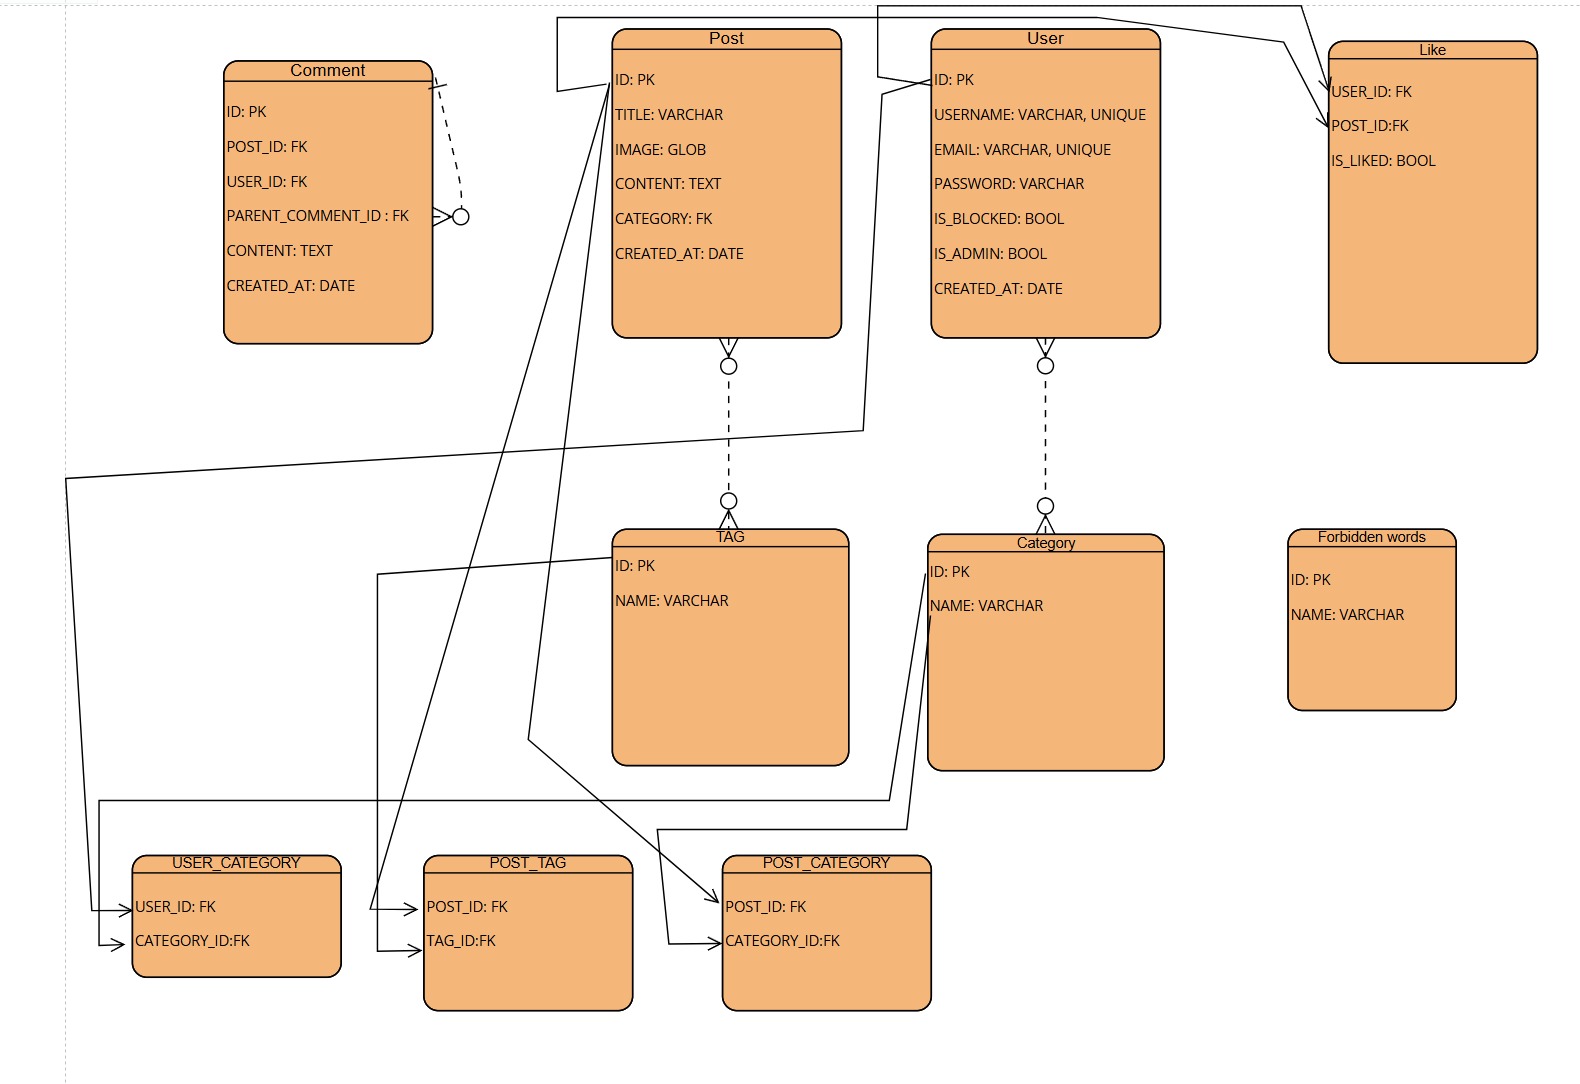 Comment
ID: PK
POST_ID: FK
USER_ID: FK
PARENT_COMMENT_ID : FK
CONTENT: TEXT
CREATED_AT: DATE
Post
ID: PK
TITLE: VARCHAR
IMAGE: GLOB
CONTENT: TEXT
CATEGORY: FK
CREATED_AT: DATE
User
ID: PK
USERNAME: VARCHAR, UNIQUE
EMAIL: VARCHAR, UNIQUE
PASSWORD: VARCHAR
IS_BLOCKED: BOOL
IS_ADMIN: BOOL
CREATED_AT: DATE
Like
USER_ID: FK
POST_ID:FK
IS_LIKED: BOOL
TAG
ID: PK
NAME: VARCHAR
Category
ID: PK
NAME: VARCHAR
Forbidden words
ID: PK
NAME: VARCHAR
USER_CATEGORY
USER_ID: FK
CATEGORY_ID:FK
POST_TAG
POST_ID: FK
TAG_ID:FK
POST_CATEGORY
POST_ID: FK
CATEGORY_ID:FK